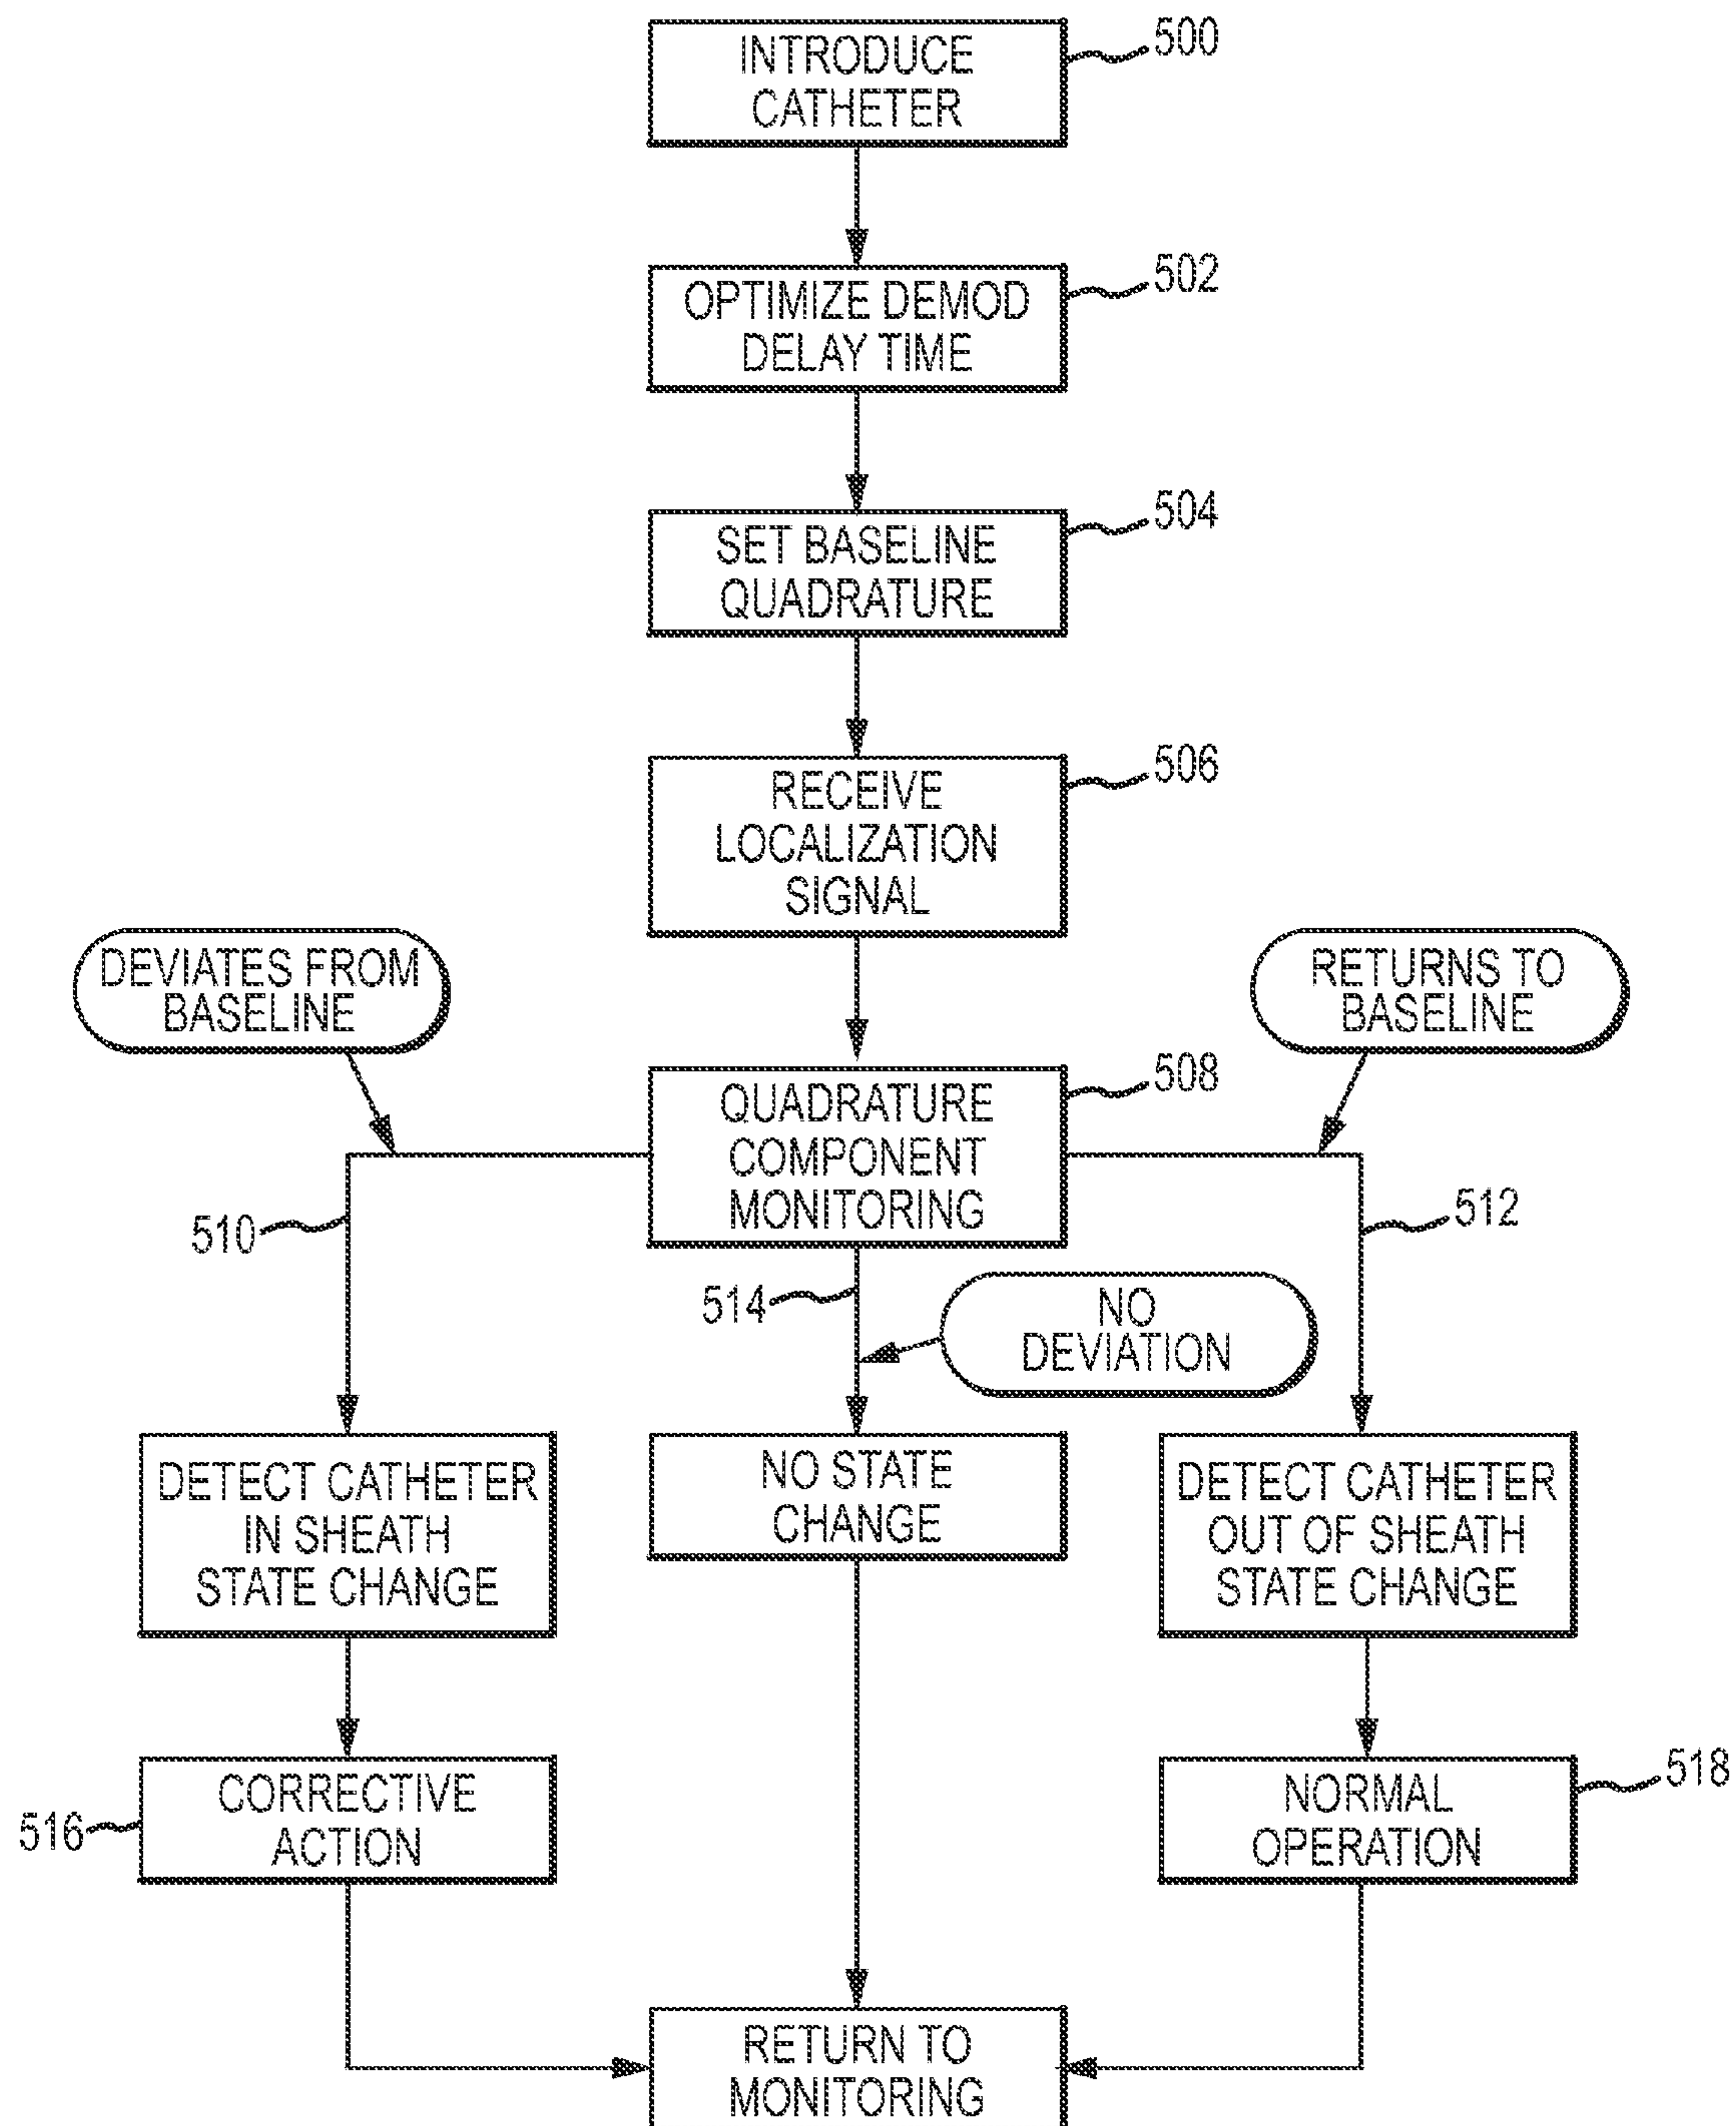 INTRODUCE
CATHETER
500
OPTIMIZE DEMOD
DELAY TIME
502
SET BASELINE
QUADRATURE
504
RECEIVE
LOCALIZATION
SIGNAL
506
DEVIATES FROM
BASELINE
RETURNS TO
BASELINE
QUADRATURE
COMPONENT
MONITORING
508
510
512
514
NO
DEVIATION
DETECT CATHETER
IN SHEATH
STATE CHANGE
NO STATE
CHANGE
DETECT CATHETER
OUT OF SHEATH
STATE CHANGE
516
CORRECTIVE
ACTION
NORMAL
OPERATION
518
RETURN TO
MONITORING